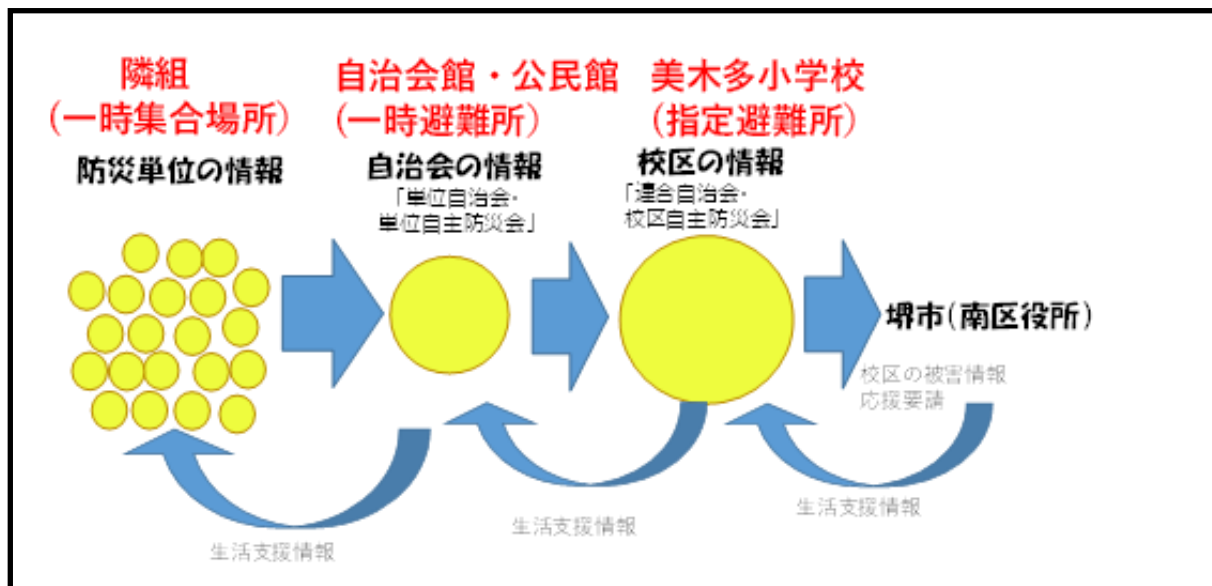 隣組
(一時集合場所)
防災単位の情報
自治会館・公民館
(一時避難所)
自治会の情報
「単位自治会・
単位自主防災会」
美木多小学校
(指定避難所)
校区の情報
「連合自治会・
校区自主防災会」
堺市(南区役所)
校区の被害情報
応援要請
生活支援情報
生活支援情報
生活支援情報